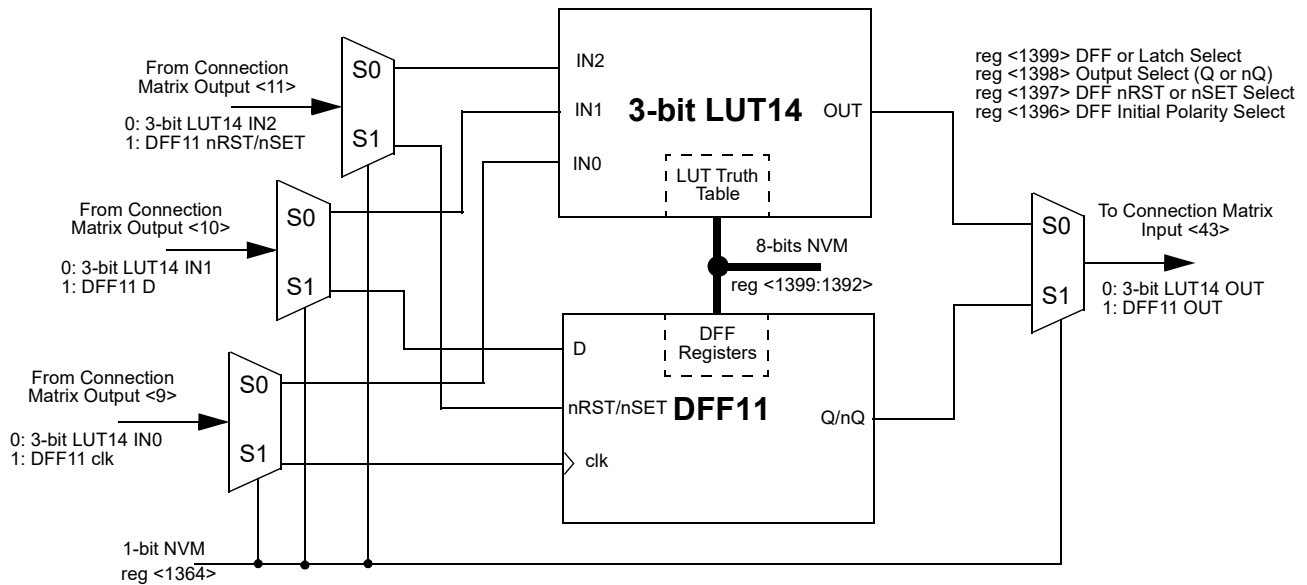 From Connection
Matrix Output <11>
0: 3-bit LUT14 IN2
1: DFF11 nRST/nSET
S0
S1
From Connection
Matrix Output <10>
0: 3-bit LUT14 IN1
1: DFF11 D
S0
S1
From Connection
Matrix Output <9>
0: 3-bit LUT14 IN0
1: DFF11 clk
S0
S1
1-bit NVM
reg <1364>
IN2
IN1
IN0
3-bit LUT14
OUT
LUT Truth
Table
8-bits NVM
reg <1399:1392>
DFF
Registers
D
nRST/nSET
DFF11
clk
Q/nQ
reg <1399> DFF or Latch Select
reg <1398> Output Select (Q or nQ)
reg <1397> DFF nRST or nSET Select
reg <1396> DFF Initial Polarity Select
S0
S1
To Connection Matrix
Input <43>
0: 3-bit LUT14 OUT
1: DFF11 OUT